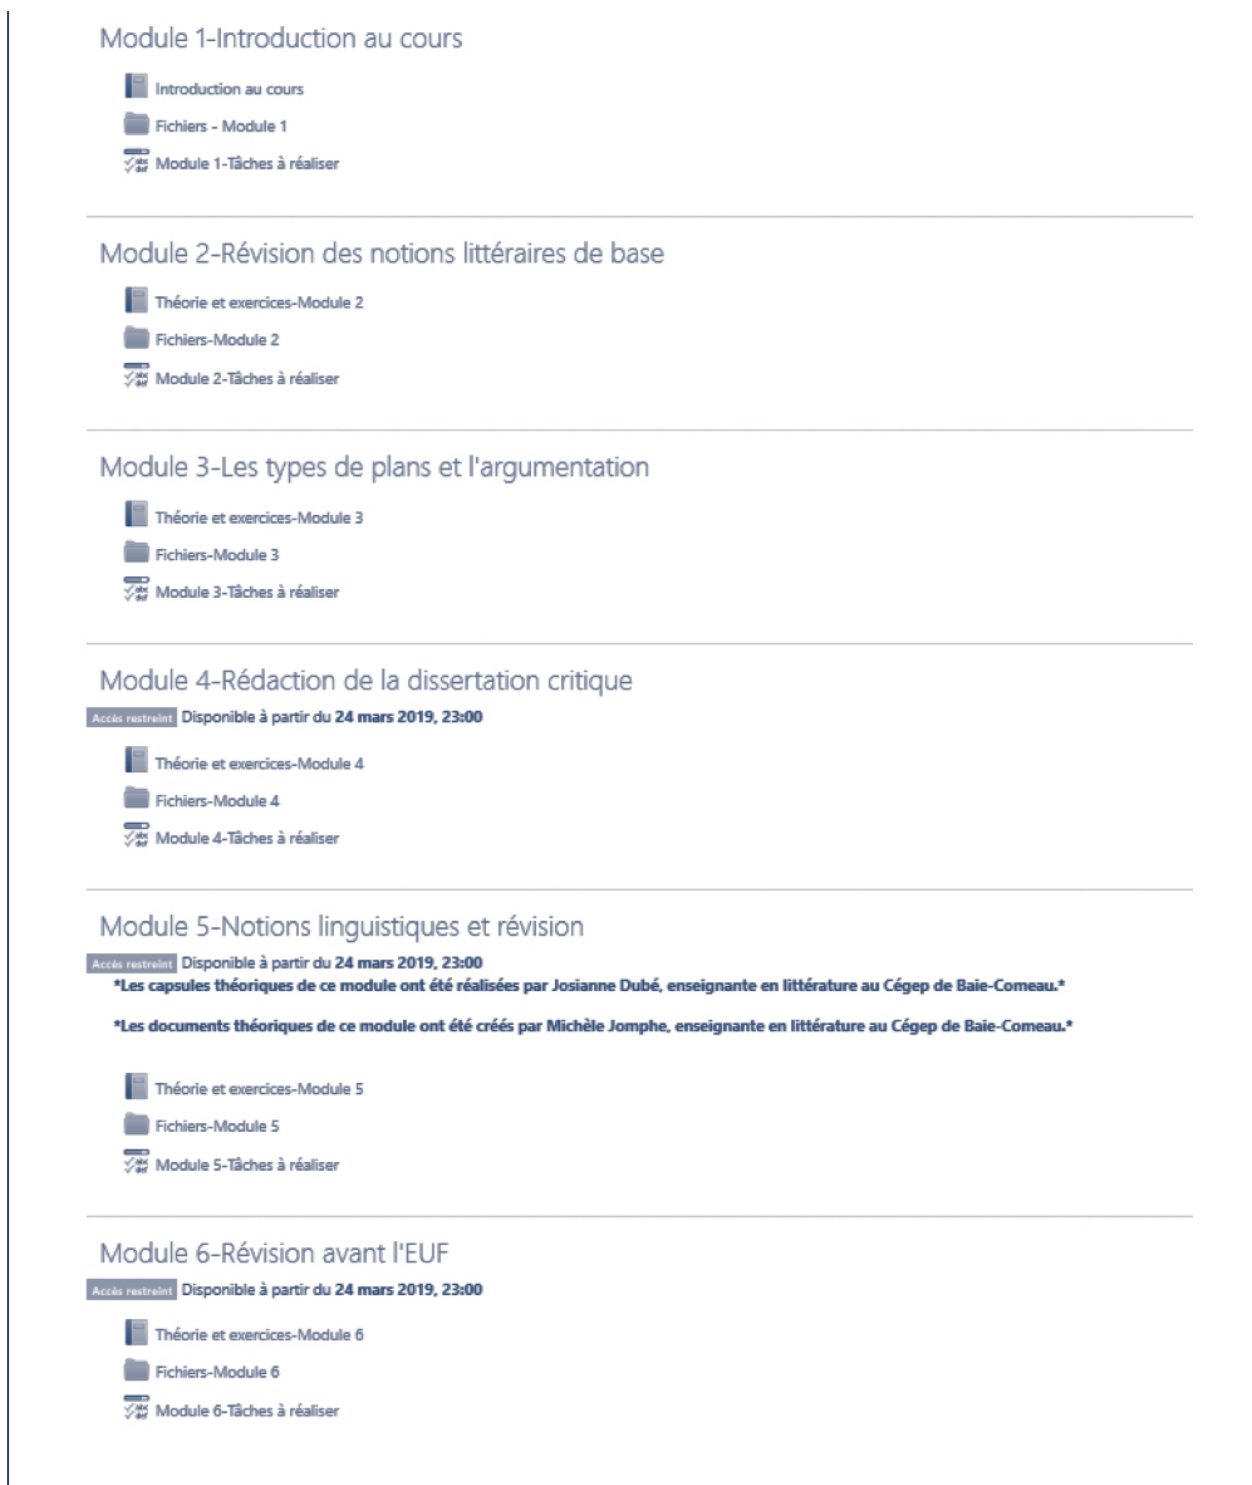 Module 1-Introduction au cours
Introduction au cours
Fichiers - Module 1
Module 1-Tâches à réaliser
Module 2-Révision des notions littéraires de base
Théorie et exercices-Module 2
Fichiers-Module 2
Module 2-Tâches à réaliser
Module 3-Les types de plans et l'argumentation
Théorie et exercices-Module 3
Fichiers-Module 3
Module 3-Tâches à réaliser
Module 4-Rédaction de la dissertation critique
Accès restreint Disponible à partir du 24 mars 2019, 23:00
Théorie et exercices-Module 4
Fichiers-Module 4
Module 4-Tâches à réaliser
Module 5-Notions linguistiques et révision
Accès restreint Disponible à partir du 24 mars 2019, 23:00
*Les capsules théoriques de ce module ont été réalisées par Josianne Dubé, enseignante en littérature au Cégep de Baie-Comeau.*
*Les documents théoriques de ce module ont été créés par Michèle Jomphe, enseignante en littérature au Cégep de Baie-Comeau.*
Théorie et exercices-Module 5
Fichiers-Module 5
Module 5-Tâches à réaliser
Module 6-Révision avant l'EUF
Accès restreint Disponible à partir du 24 mars 2019, 23:00
Théorie et exercices-Module 6
Fichiers-Module 6
Module 6-Tâches à réaliser